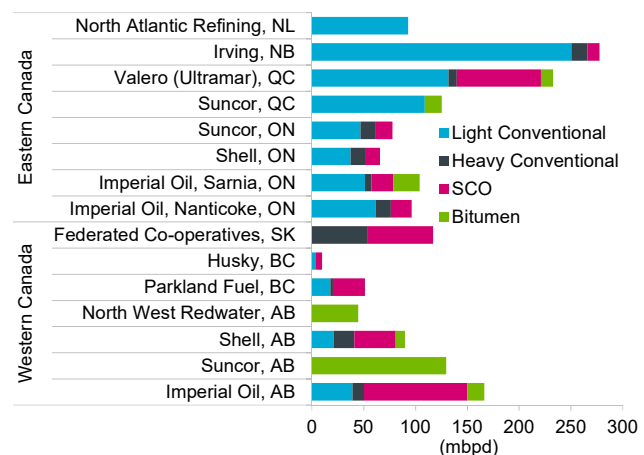 Eastern Canada
North Atlantic Refining, NL
Irving, NB
Valero (Ultramar), QC
Suncor, QC
Suncor, ON
Shell, ON
Imperial Oil, Sarnia, ON
Imperial Oil, Nanticoke, ON
Western Canada
Federated Co-operatives, SK
Husky, BC
Parkland Fuel, BC
North West Redwater, AB
Shell, AB
Suncor, AB
Imperial Oil, AB
Light Conventional
Heavy Conventional
SCO
Bitumen
0 50 100 150 200 250 300
(mbpd)